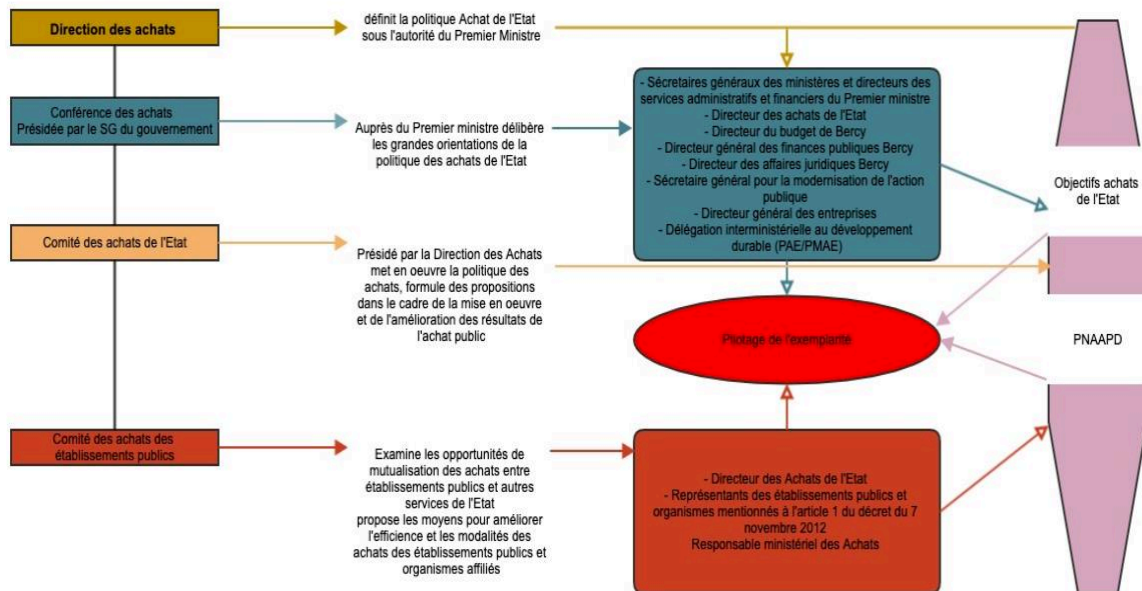 Direction des achats
définit la politique Achat de l'Etat
sous l'autorité du Premier Ministre
Conférence des achats
Présidée par le SG du gouvernement
Auprès du Premier ministre délibère
les grandes orientations de la
politique des achats de l'Etat
- Sécretaires généraux des ministères et directeurs des
services administratifs et financiers du Premier ministre
- Directeur des achats de l'Etat
- Directeur du budget de Bercy
- Directeur général des finances publiques Bercy
- Directeur des affaires juridiques Bercy
- Sécrétaire général pour la modernisation de l'action
publique
- Directeur général des entreprises
- Délégation interministérielle au développement
durable (PAE/PMAE)
Objectifs achats
de l'Etat
Comité des achats de l'Etat
Présidé par la Direction des Achats
met en oeuvre la politique des
achats, formule des propositions
dans le cadre de la mise en oeuvre
et de l'amélioration des résultats de
l'achat public
Pilotage de l'exemplarité
PNAAPD
Comité des achats des
établissements publics
Examine les opportunités de
mutualisation des achats entre
établissements publics et autres
services de l'Etat
propose les moyens pour améliorer
l'efficience et les modalités des
achats des établissements publics et
organismes affiliés
- Directeur des Achats de l'Etat
- Représentants des établissements publics et
organismes mentionnés à l'article 1 du décret du 7
novembre 2012
Responsable ministériel des Achats